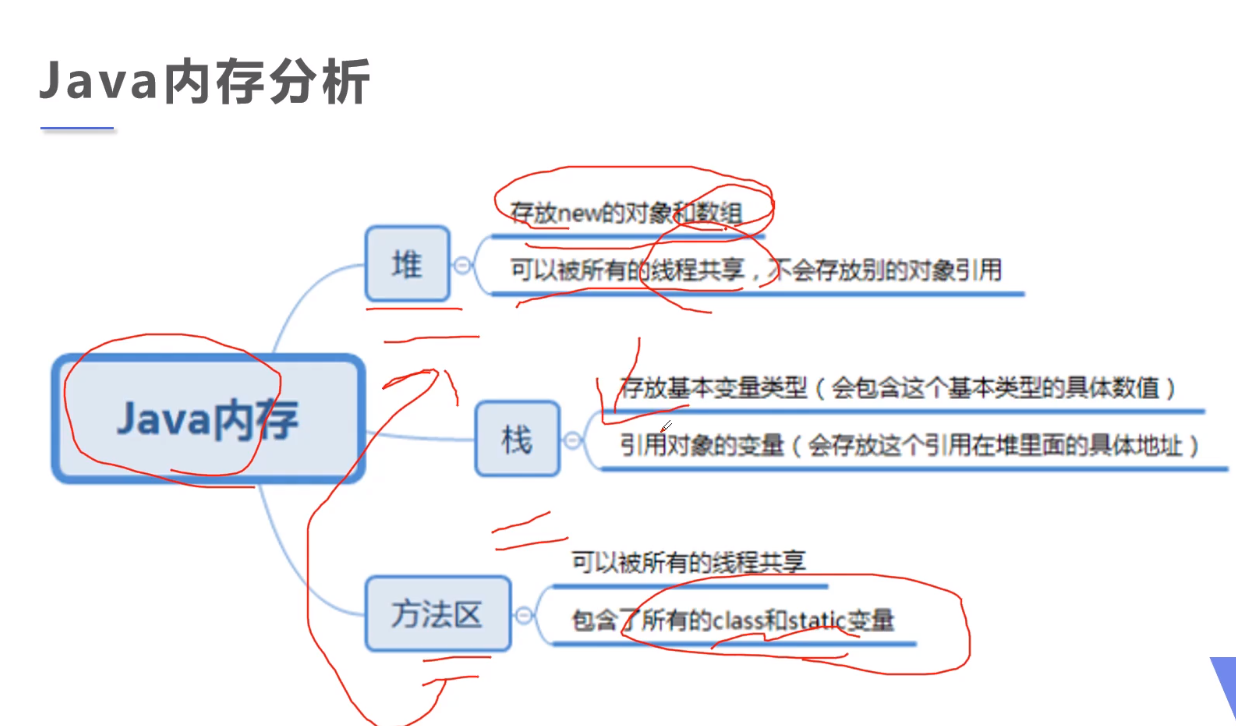 Java内存分析
存放new的对象和数组
堆
可以被所有的线程共享，不会存放别的对象引用
存放基本变量类型（会包含这个基本类型的具体数值）
Java内存
栈
引用对象的变量（会存放这个引用在堆里面的具体地址）
可以被所有的线程共享
方法区
包含了所有的class和static变量